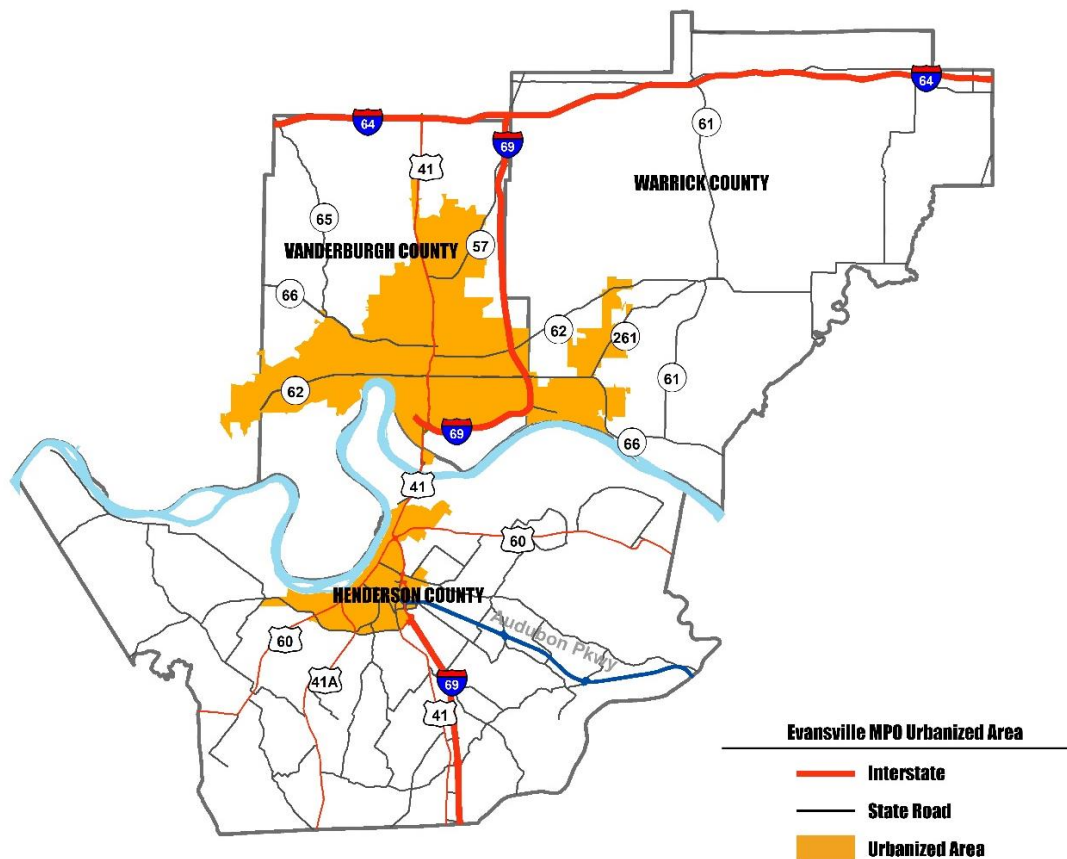 64
61
64
69
41
WARRICK COUNTY
65
57
VANDERBURGH COUNTY
66
62
261
61
62
69
66
41
60
HENDERSON COUNTY
Audubon Pkwy
60
41A
69
41
Evansville MPO Urbanized Area
Interstate
State Road
Urbanized Area